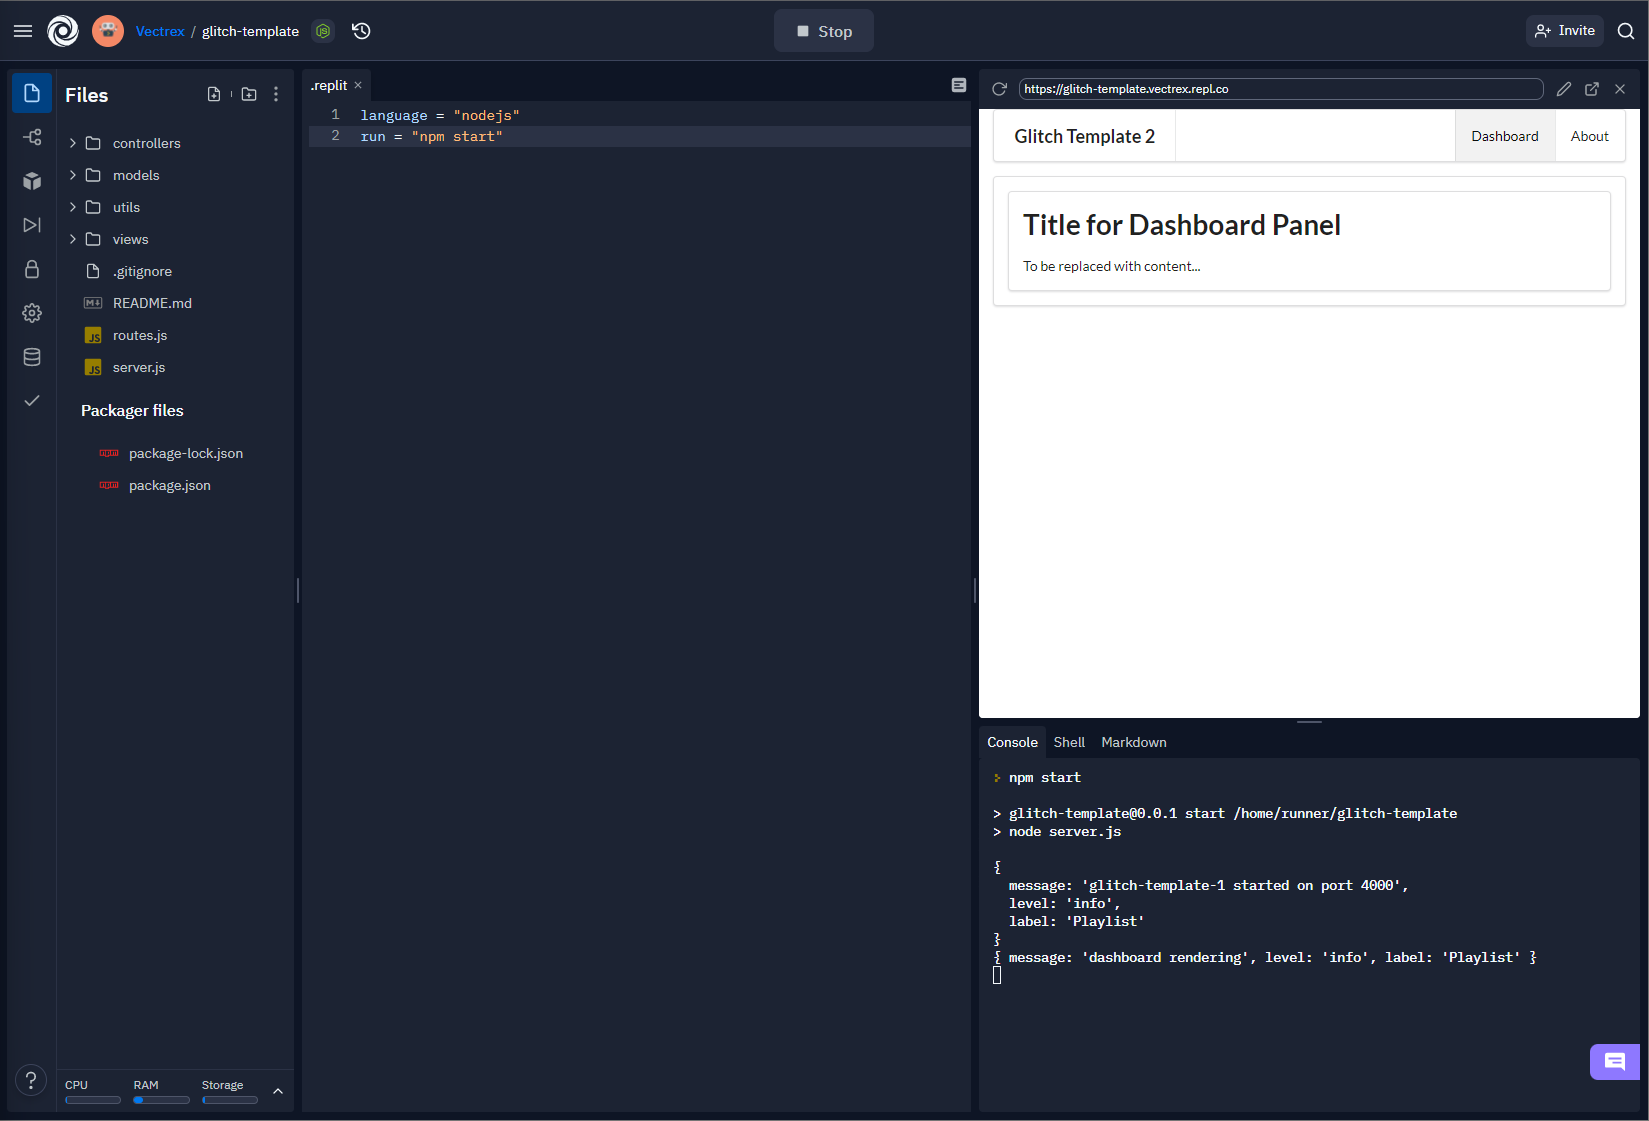 Vectrex / glitch-template
Stop
Invite
Files
controllers
models
utils
views
.gitignore
README.md
routes.js
server.js
Packager files
package-lock.json
package.json
CPU
RAM
Storage
.replit
1 language = "nodejs"
2 run = "npm start"
https://glitch-template.vectrex.repl.co
Glitch Template 2
Dashboard
About
Title for Dashboard Panel
To be replaced with content...
Console
Shell
Markdown
npm start
> glitch-template@0.0.1 start /home/runner/glitch-template
> node server.js
{
message: 'glitch-template-1 started on port 4000',
level: 'info',
label: 'Playlist'
}
{ message: 'dashboard rendering', level: 'info', label: 'Playlist' }